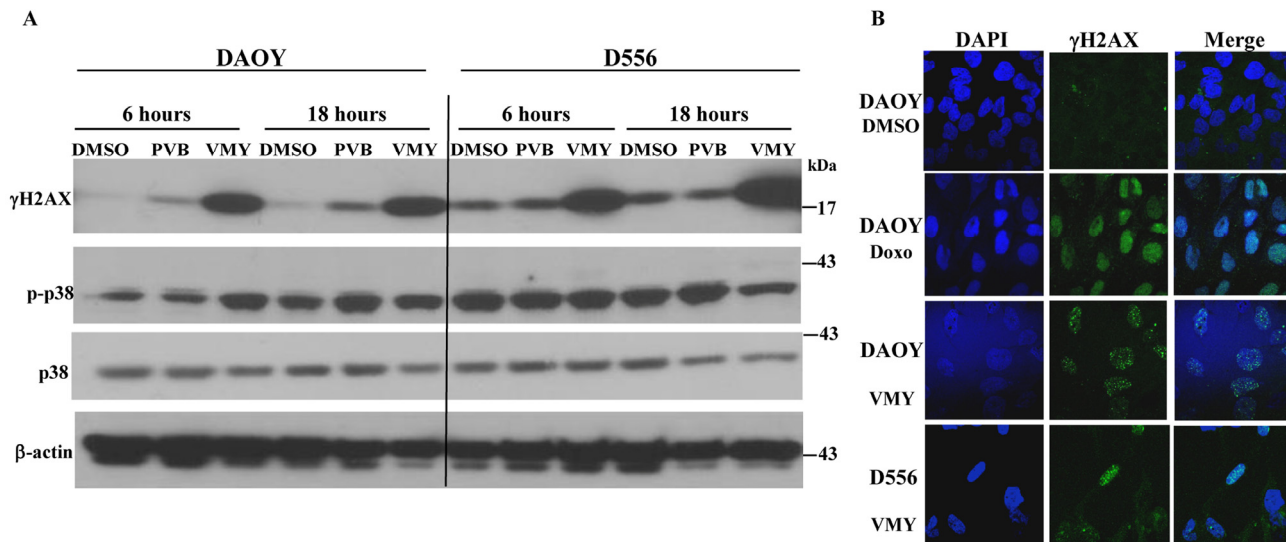 A
DAOY D556
6 hours 18 hours 6 hours 18 hours
DMSO PVB VMY DMSO PVB VMY DMSO PVB VMY DMSO PVB VMY
kDa
γH2AX
17
43
p-p38
43
p38
β-actin
43
B
DAPI γH2AX Merge
DAOY
DMSO
DAOY
Doxo
DAOY
VMY
D556
VMY